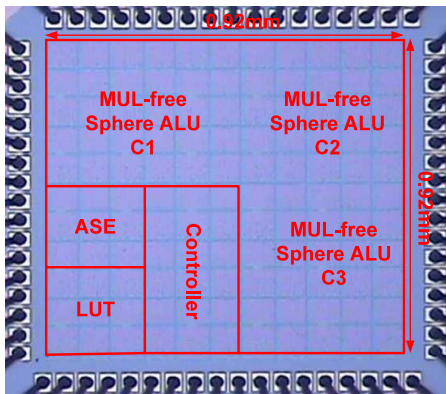 0.92mm
MUL-free
Sphere ALU
C1
MUL-free
Sphere ALU
C2
0.92mm
ASE
Controller
MUL-free
Sphere ALU
C3
LUT